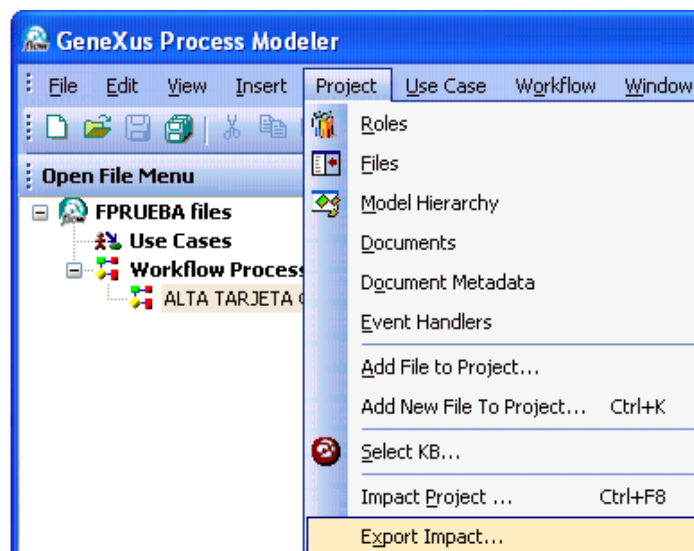 GeneXus Process Modeler
File Edit View Insert Project Use Case Workflow Window
Roles
Open File Menu
Files
FPRUEBA files
Model Hierarchy
Use Cases
Documents
Workflow Process
Document Metadata
ALTA TARJETA
Event Handlers
Add File to Project...
Add New File To Project... Ctrl+K
Select KB...
Impact Project ... Ctrl+F8
Export Impact...